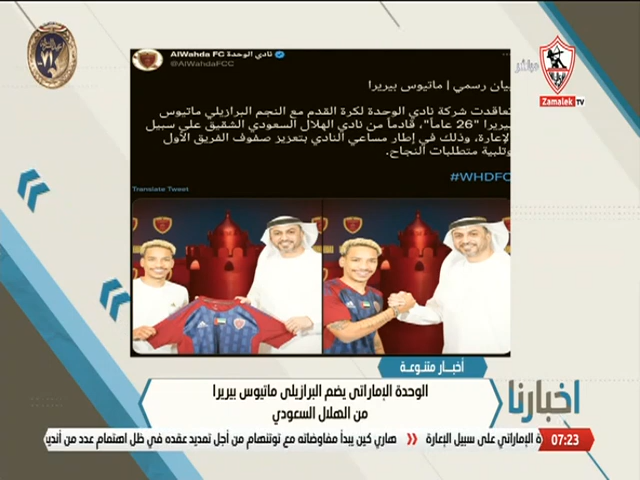 AlWahda FC نادي الوحدة
@AlWahdaFCC
بيان رسمي | ماتيوس بيريرا
تعاقدت شركة نادي الوحدة لكرة القدم مع النجم البرازيلي ماتيوس
بيريرا "26 عاماً"، قادماً من نادي الهلال السعودي الشقيق على سبيل
الإعارة، وذلك في إطار مساعي النادي بتعزيز صفوف الفريق الأول
وتلبية متطلبات النجاح.
#WHDFC
Translate Tweet
مباشر
Zamalek TV
أخبار متنوعة
الوحدة الإماراتى يضم البرازيلى ماتيوس بيريرا
من الهلال السعودي
اخبارنا
07:23
ة الإماراتي على سبيل الإعارة
هاري كين يبدأ مفاوضاته مع توتنهام من أجل تمديد عقده في ظل اهتمام عدد من أندي